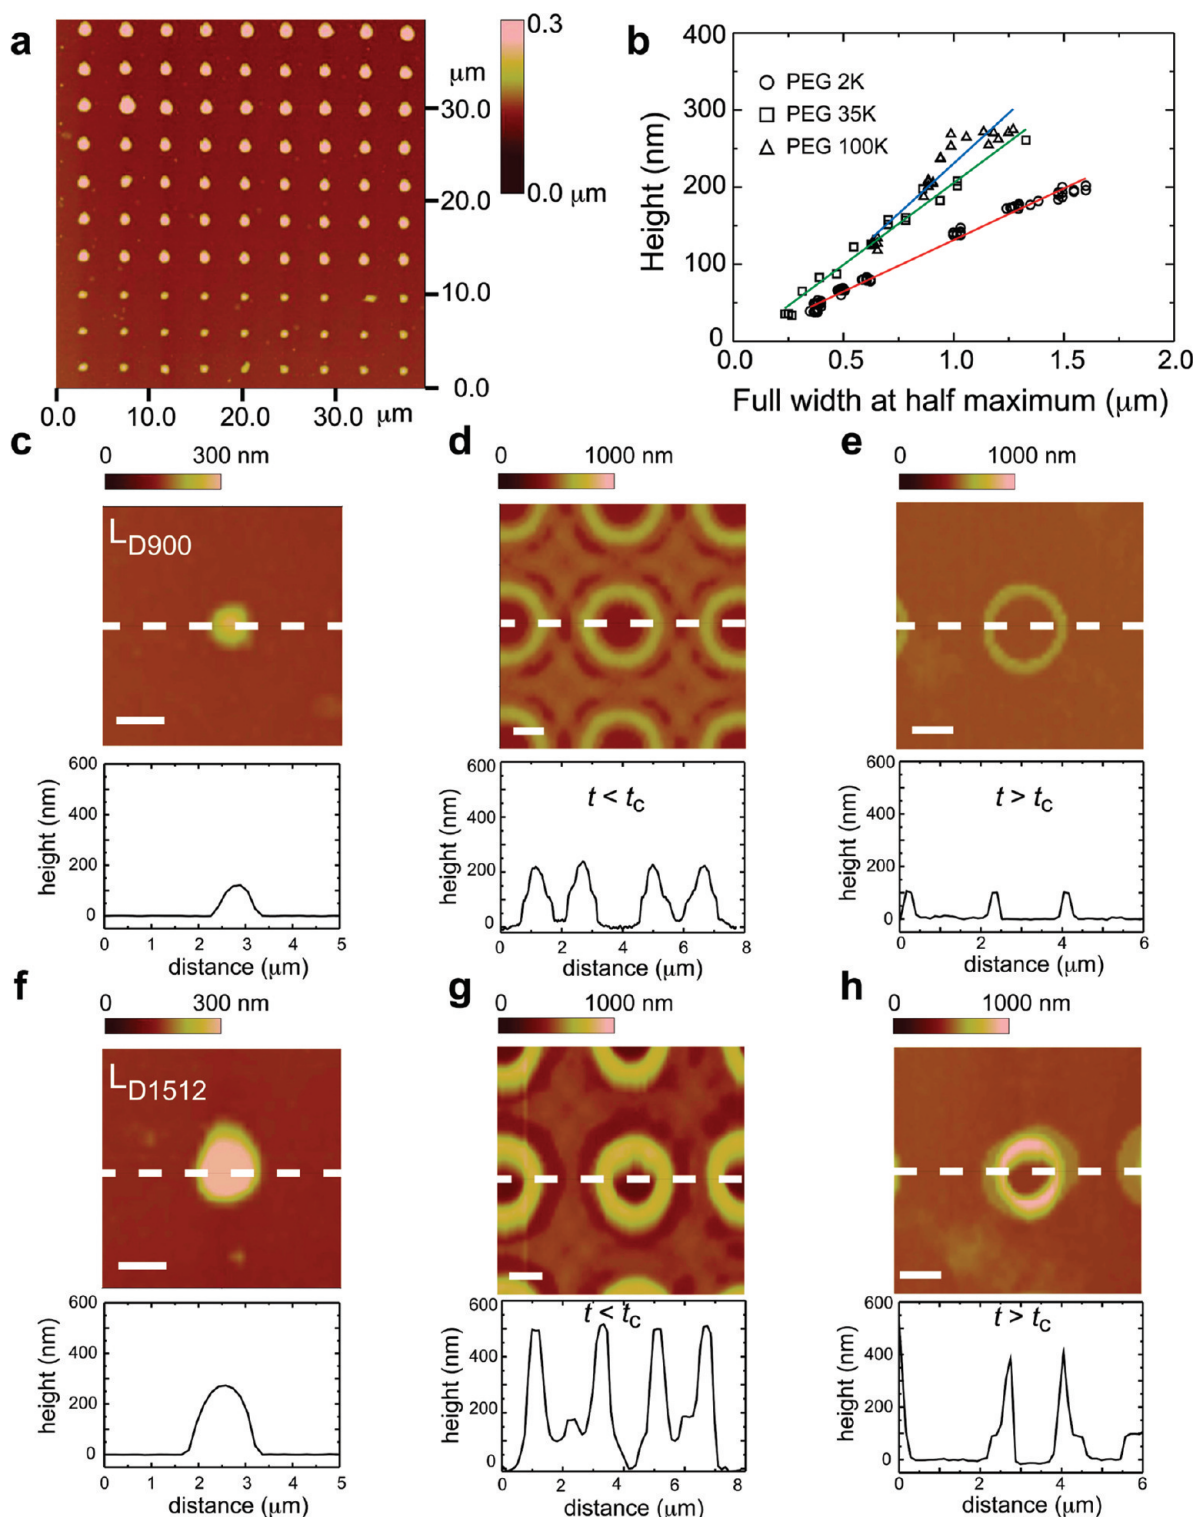 a
0.3
μm
30.0
0.0 μm
20.0
10.0
0.0
0.0 10.0 20.0 30.0 μm
b
400
300
200
100
0
Height (nm)
PEG 2K
PEG 35K
PEG 100K
0.0 0.5 1.0 1.5 2.0
Full width at half maximum (μm)
c
0 300 nm
LD900
600
400
200
0
height (nm)
0 1 2 3 4 5
distance (μm)
d
0 1000 nm
t < tc
600
400
200
0
height (nm)
0 2 4 6 8
distance (μm)
e
0 1000 nm
t > tc
600
400
200
0
height (nm)
0 2 4 6
distance (μm)
f
0 300 nm
LD1512
600
400
200
0
height (nm)
0 1 2 3 4 5
distance (μm)
g
0 1000 nm
t < tc
600
400
200
0
height (nm)
0 2 4 6 8
distance (μm)
h
0 1000 nm
t > tc
600
400
200
0
height (nm)
0 2 4 6
distance (μm)